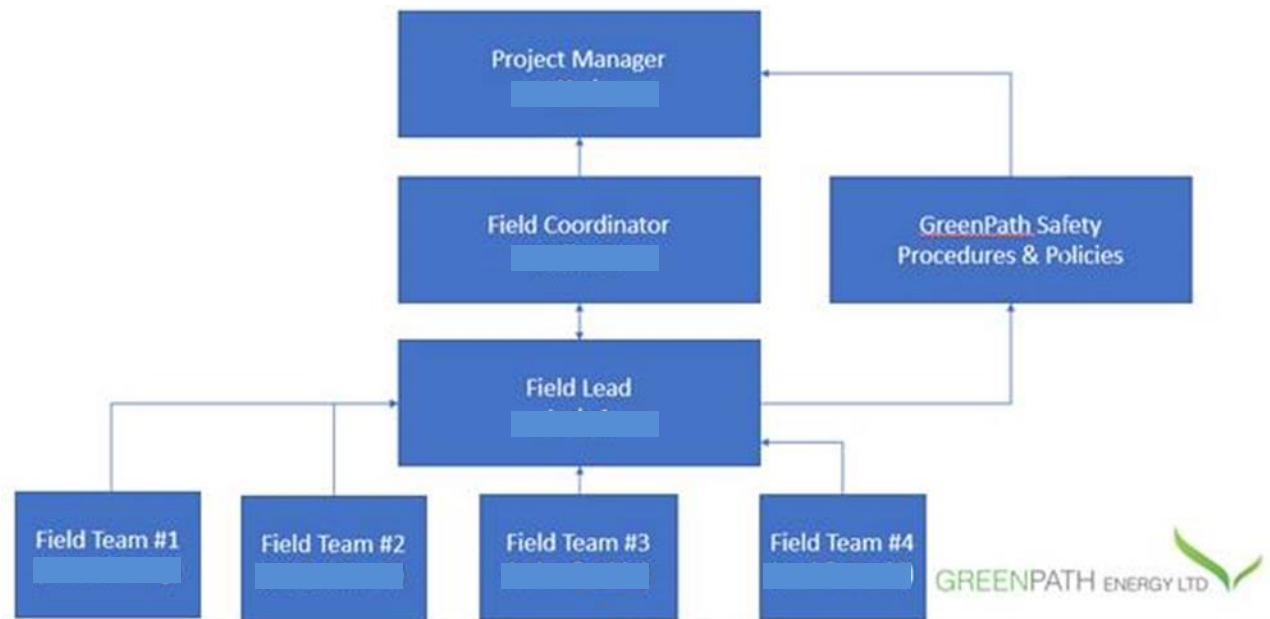 Project Manager
Field Coordinator
GreenPath Safety
Procedures & Policies
Field Lead
Field Team #1
Field Team #2
Field Team #3
Field Team #4
GREENPATH ENERGY LTD